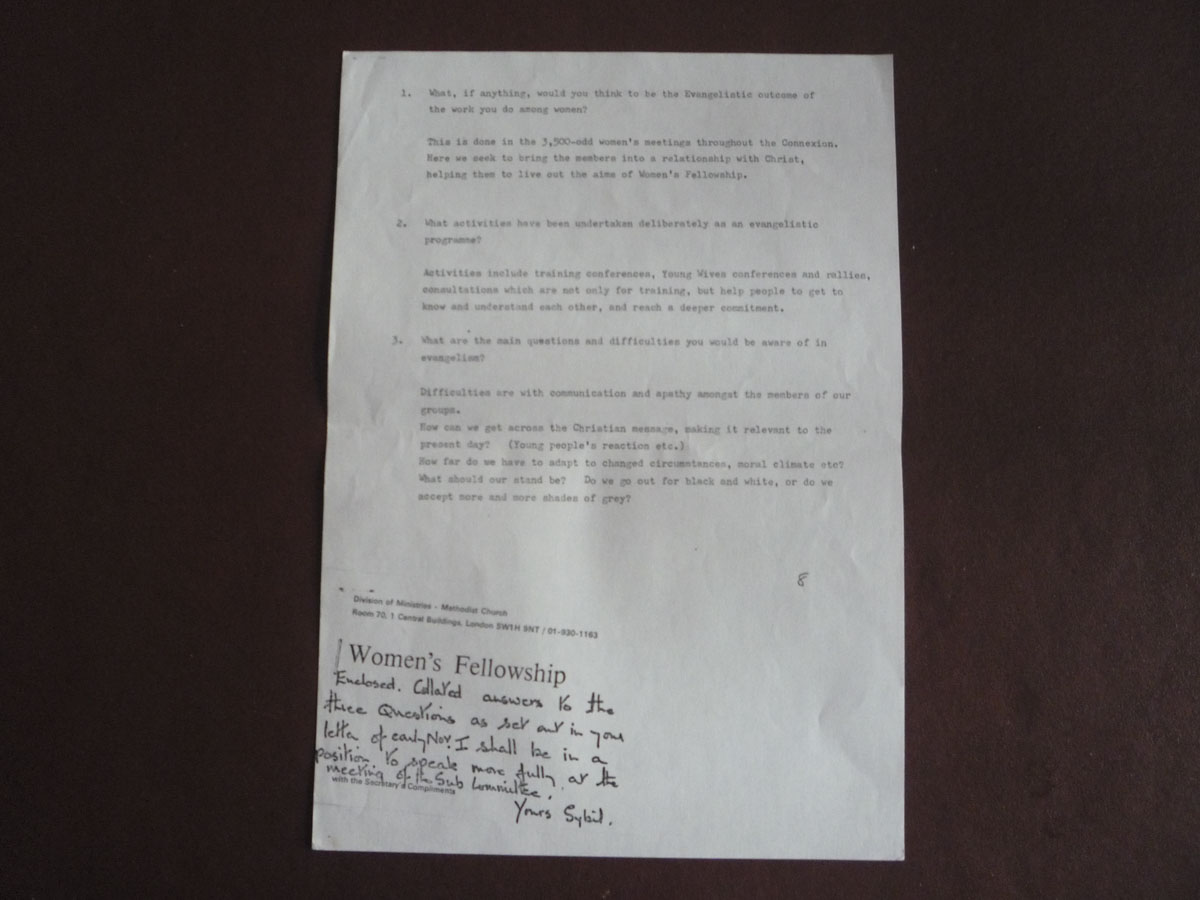 1. What, if anything, would you think to be the Evangelistic outcome of
the work you do among women?
This is done in the 3,500-odd women's meetings throughout the Connexion.
Here we seek to bring the members into a relationship with Christ,
helping them to live out the aims of Women's Fellowship.
2. What activities have been undertaken deliberately as an evangelistic
programme?
Activities include training conferences, Young Wives conferences and rallies,
consultations which are not only for training, but help people to get to
know and understand each other, and reach a deeper commitment.
3. What are the main questions and difficulties you would be aware of in
evangelism?
Difficulties are with communication and apathy amongst the members of our
groups.
How can we get across the Christian message, making it relevant to the
present day? (Young people's reaction etc.)
How far do we have to adapt to changed circumstances, moral climate etc?
What should our stand be? Do we go out for black and white, or do we
accept more and more shades of grey?
8
Division of Ministries - Methodist Church
Room 70, 1 Central Buildings, London SW1H 9NT / 01-930-1163
Women's Fellowship
Enclosed. Collated answers to the
three Questions as set out in your
letter of early Nov. I shall be in a
position to speak more fully at the
meeting of the Sub Committee.
with the Secretary's Compliments
Yours Sybil.